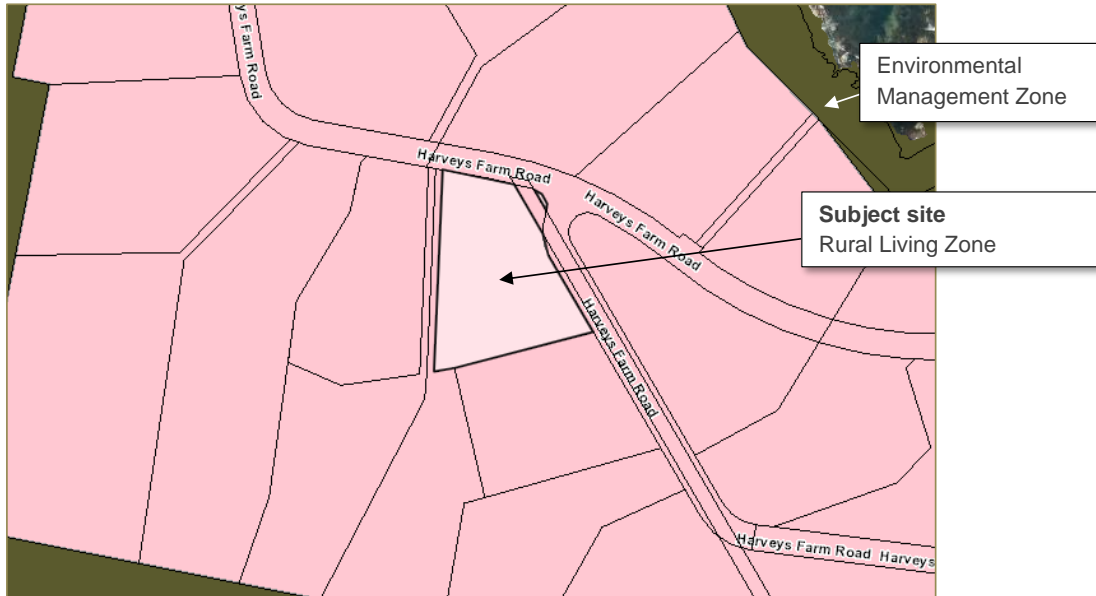 ys Farm Road
Environmental
Management Zone
Harveys Farm Road
Subject site
Rural Living Zone
Harveys Farm Road
Harveys Farm Road
Harveys Farm Road Harveys